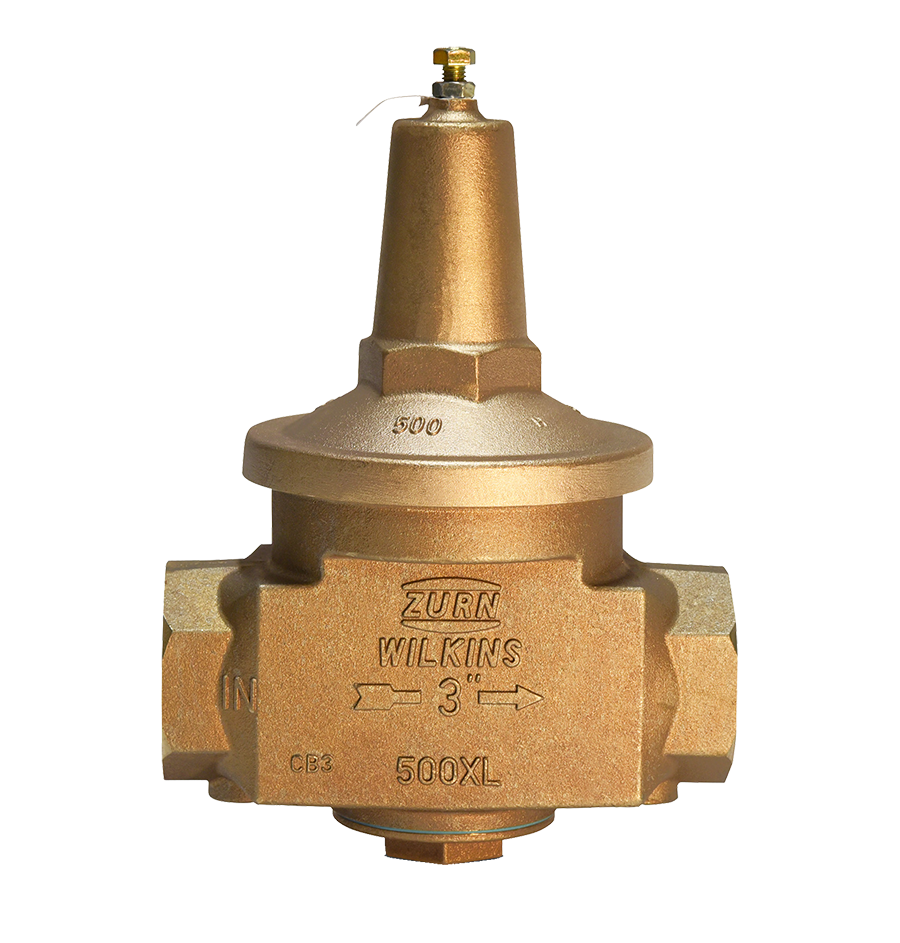 500
ZURN
WILKINS
3"
IN
CB3
500XL